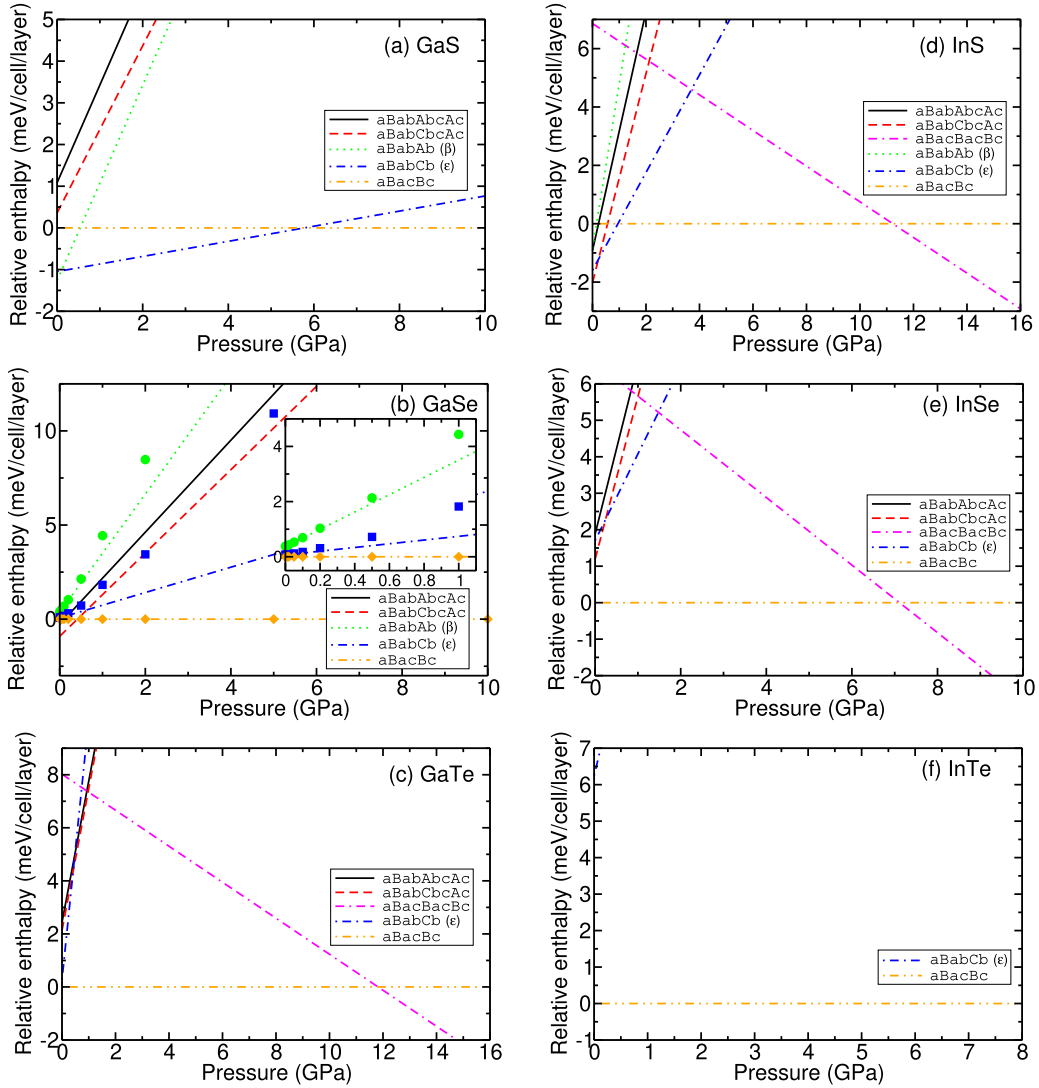 (a) GaS
Relative enthalpy (meV/cell/layer)
5
4
3
2
1
0
-1
-2
aBabAbcAc
aBabCbcAc
aBabAb (β)
aBabCb (ε)
aBacBc
0 2 4 6 8 10
Pressure (GPa)
(d) InS
Relative enthalpy (meV/cell/layer)
6
4
2
0
-2
aBabAbcAc
aBabCbcAc
aBacBacBc
aBabAb (β)
aBabCb (ε)
aBacBc
0 2 4 6 8 10 12 14 16
Pressure (GPa)
(b) GaSe
Relative enthalpy (meV/cell/layer)
10
5
0
4
2
0
0 0.2 0.4 0.6 0.8 1
aBabAbcAc
aBabCbcAc
aBabAb (β)
aBabCb (ε)
aBacBc
0 2 4 6 8 10
Pressure (GPa)
(e) InSe
Relative enthalpy (meV/cell/layer)
6
5
4
3
2
1
0
-1
-2
aBabAbcAc
aBabCbcAc
aBacBacBc
aBabCb (ε)
aBacBc
0 2 4 6 8 10
Pressure (GPa)
(c) GaTe
Relative enthalpy (meV/cell/layer)
8
6
4
2
0
-2
aBabAbcAc
aBabCbcAc
aBacBacBc
aBabCb (ε)
aBacBc
0 2 4 6 8 10 12 14 16
Pressure (GPa)
(f) InTe
Relative enthalpy (meV/cell/layer)
7
6
5
4
3
2
1
0
-1
aBabCb (ε)
aBacBc
0 1 2 3 4 5 6 7 8
Pressure (GPa)